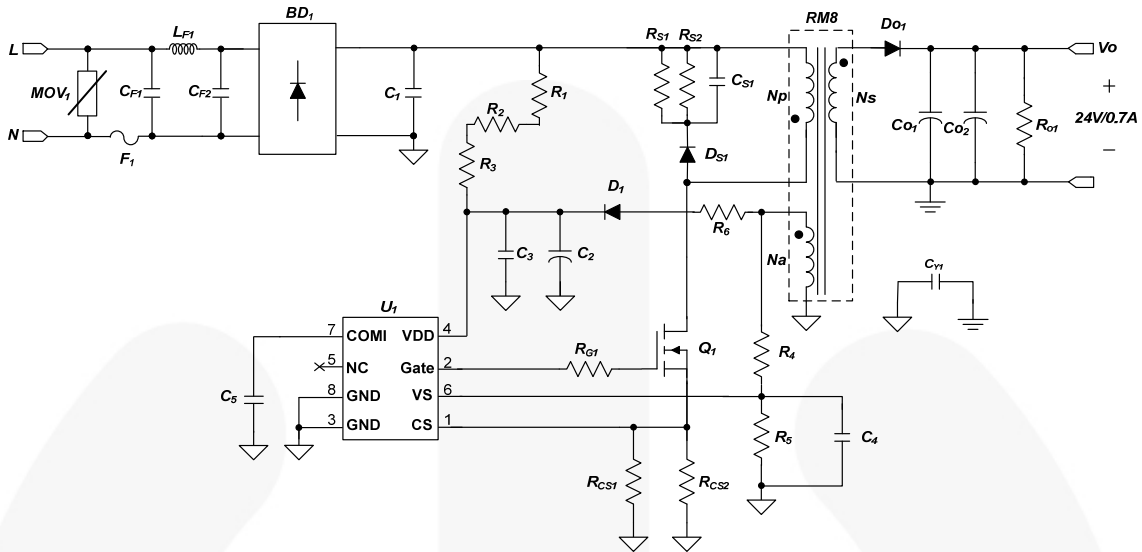 BD1
LF1
L
MOV1
CF1
CF2
N
F1
C1
R1
R2
R3
RS1
RS2
CS1
DS1
RM8
Np
Ns
Do1
Co1
Co2
Ro1
Vo
+
24V/0.7A
−
D1
R6
C3
C2
Na
CY1
U1
7
COMI
VDD
4
5
NC
Gate
2
8
GND
VS
6
3
GND
CS
1
C5
RG1
Q1
R4
R5
C4
RCS1
RCS2